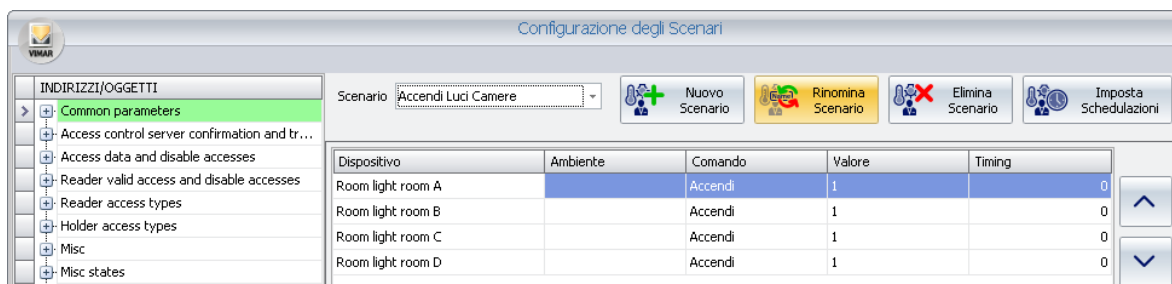 Configurazione degli Scenari
VIMAR
INDIRIZZI/OGGETTI
Common parameters
Access control server confirmation and tr...
Access data and disable accesses
Reader valid access and disable accesses
Reader access types
Holder access types
Misc
Misc states
Scenario Accendi Luci Camere
Nuovo
Scenario
Name
Rinomina
Scenario
Elimina
Scenario
Imposta
Schedulazioni
Dispositivo Ambiente Comando Valore Timing
Room light room A Accendi 1 0
Room light room B Accendi 1 0
Room light room C Accendi 1 0
Room light room D Accendi 1 0